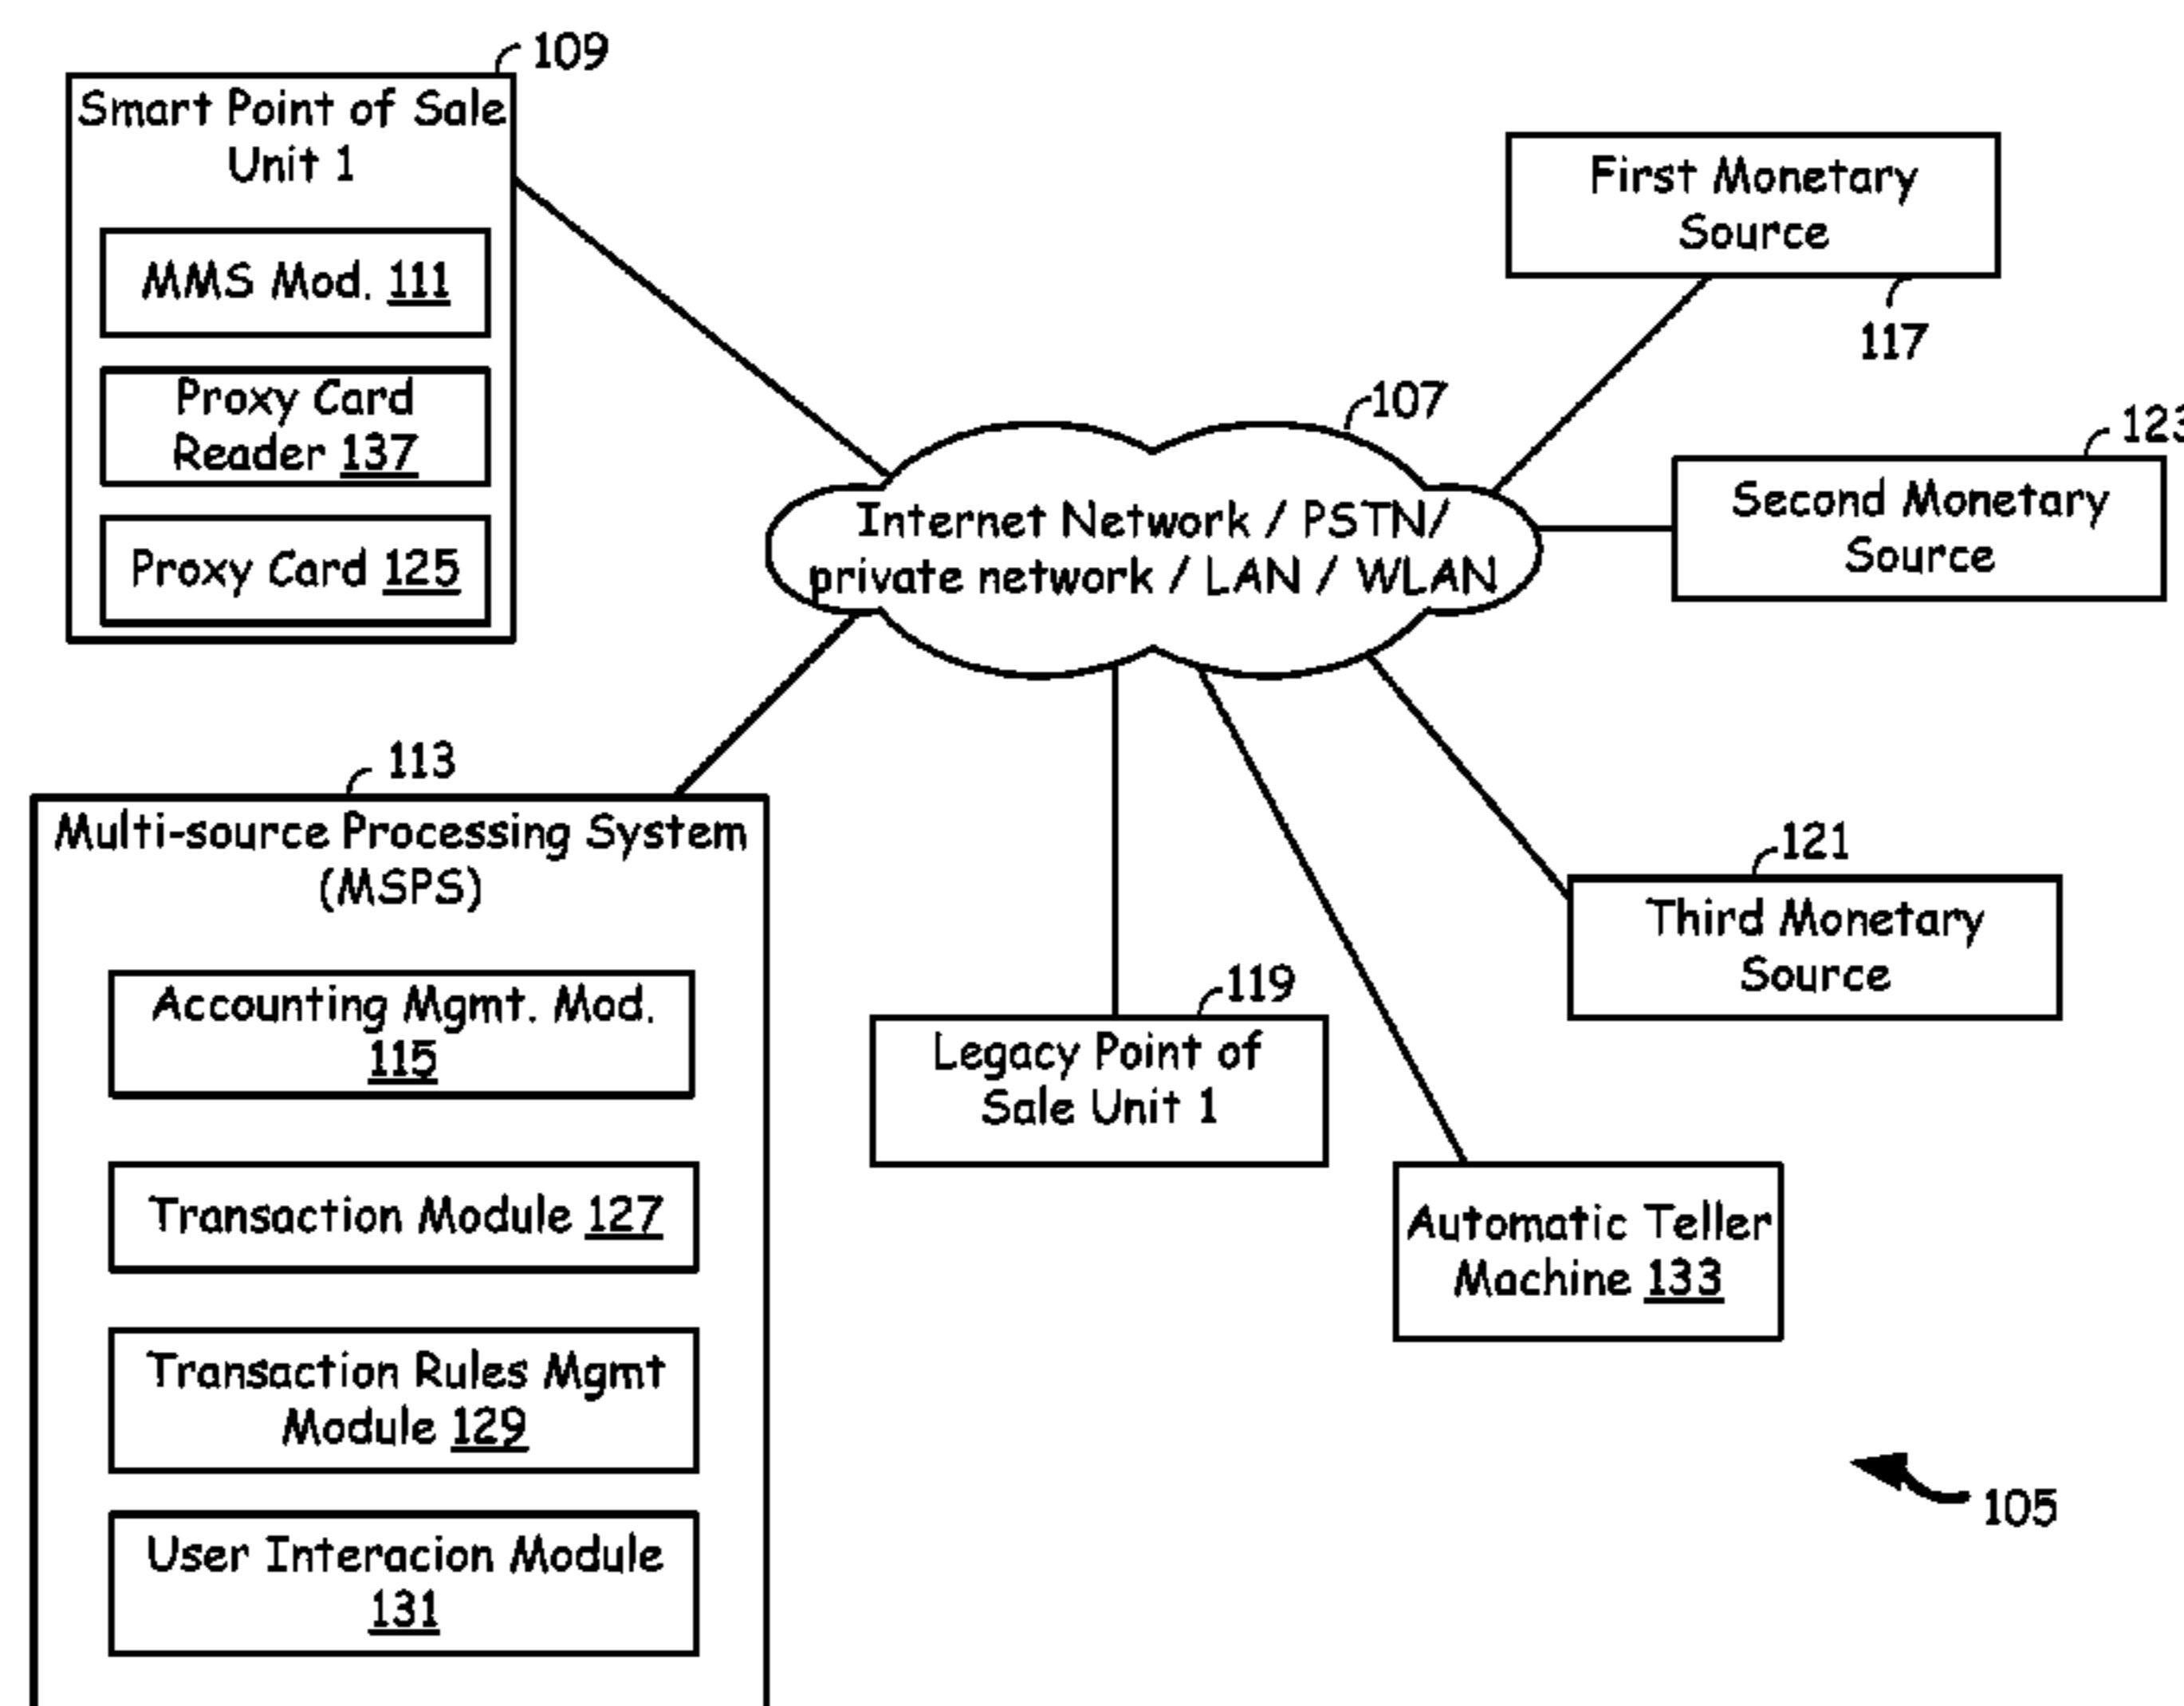 109
Smart Point of Sale
Unit 1
MMS Mod. 111
Proxy Card
Reader 137
Proxy Card 125
First Monetary
Source
117
107
Internet Network / PSTN/
private network / LAN / WLAN
123
Second Monetary
Source
113
Multi-source Processing System
(MSPS)
Accounting Mgmt. Mod.
115
Transaction Module 127
Transaction Rules Mgmt
Module 129
User Interacion Module
131
121
Third Monetary
Source
119
Legacy Point of
Sale Unit 1
Automatic Teller
Machine 133
105